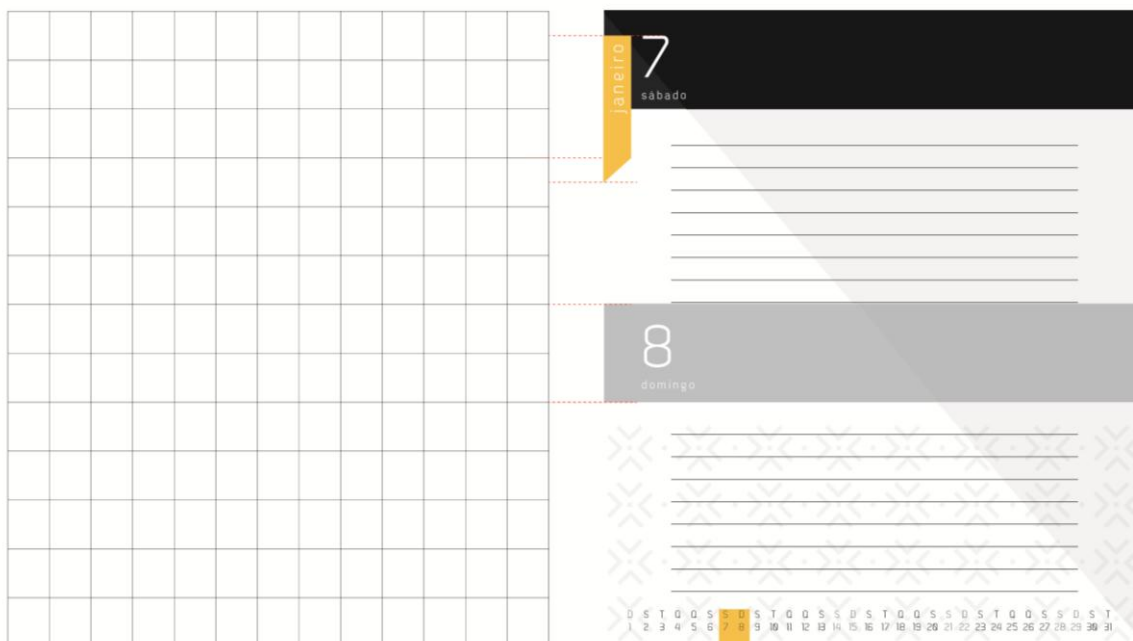 janeiro
7
sábado
8
domingo
D S T Q Q S S D S T Q Q S S D S T Q Q S S D S T Q Q S S D S T
1 2 3 4 5 6 7 8 9 10 11 12 13 14 15 16 17 18 19 20 21 22 23 24 25 26 27 28 29 30 31